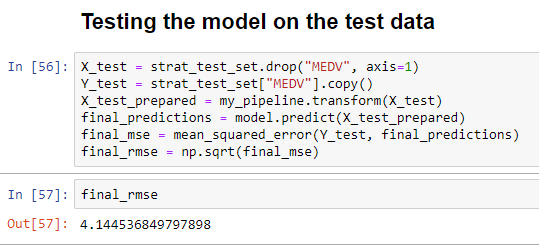 Testing the model on the test data
In [56]: X_test = strat_test_set.drop("MEDV", axis=1)
Y_test = strat_test_set["MEDV"].copy()
X_test_prepared = my_pipeline.transform(X_test)
final_predictions = model.predict(X_test_prepared)
final_mse = mean_squared_error(Y_test, final_predictions)
final_rmse = np.sqrt(final_mse)
In [57]: final_rmse
Out[57]: 4.144536849797898